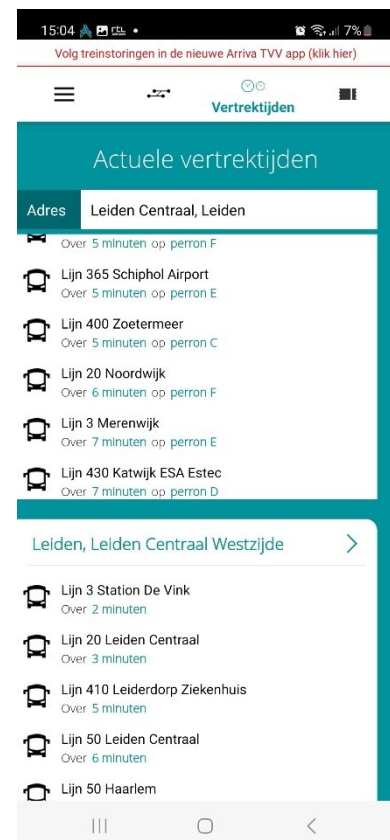 15:04
7%
Volg treinstoringen in de nieuwe Arriva TVV app (klik hier)
Vertrektijden
Actuele vertrektijden
Adres Leiden Centraal, Leiden
Over 5 minuten op perron F
Lijn 365 Schiphol Airport
Over 5 minuten op perron E
Lijn 400 Zoetermeer
Over 5 minuten op perron C
Lijn 20 Noordwijk
Over 6 minuten op perron F
Lijn 3 Merenwijk
Over 7 minuten op perron E
Lijn 430 Katwijk ESA Estec
Over 7 minuten op perron D
Leiden, Leiden Centraal Westzijde
Lijn 3 Station De Vink
Over 2 minuten
Lijn 20 Leiden Centraal
Over 3 minuten
Lijn 410 Leiderdorp Ziekenhuis
Over 5 minuten
Lijn 50 Leiden Centraal
Over 6 minuten
Lijn 50 Haarlem